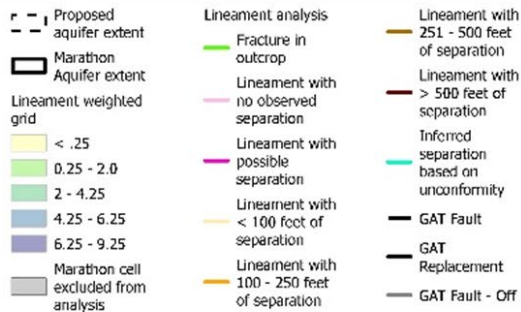 Proposed
aquifer extent
Marathon
Aquifer extent
Lineament weighted
grid
< .25
0.25 - 2.0
2 - 4.25
4.25 - 6.25
6.25 - 9.25
Marathon cell
excluded from
analysis
Lineament analysis
Fracture in
outcrop
Lineament with
no observed
separation
Lineament with
possible
separation
Lineament with
< 100 feet of
separation
Lineament with
100 - 250 feet
of separation
Lineament with
251 - 500 feet
of separation
Lineament with
> 500 feet of
separation
Inferred
separation
based on
unconformity
GAT Fault
GAT
Replacement
GAT Fault - Off